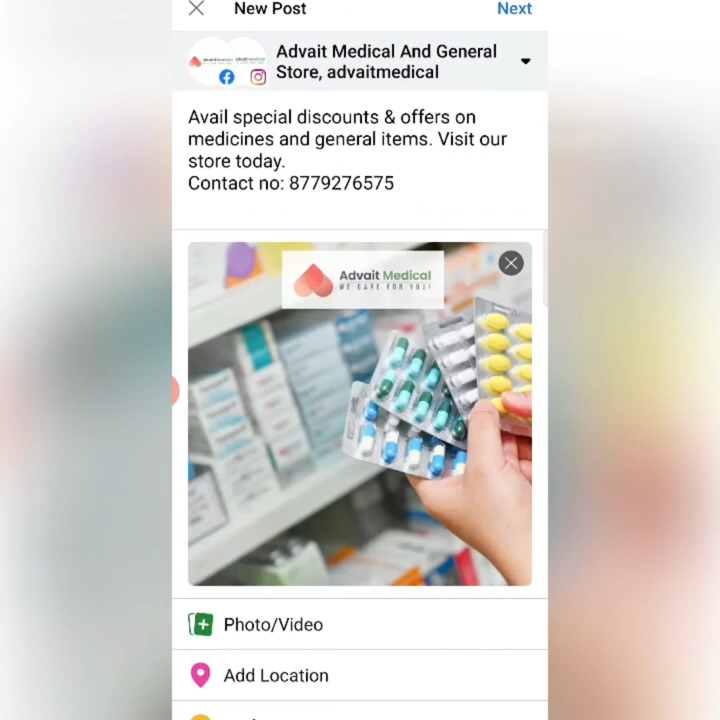 New Post
Next
Advait Medical And General
Store, advaitmedical
Avail special discounts & offers on
medicines and general items. Visit our
store today.
Contact no: 8779276575
Advait Medical
WE CARE FOR YOU!
Photo/Video
Add Location